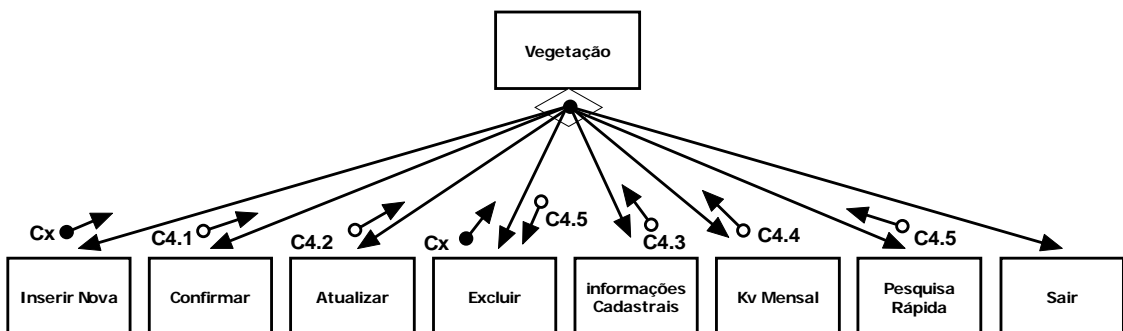 Vegetação
C4.5
Cx
C4.1
C4.2
Cx
C4.3
C4.4
C4.5
Inserir Nova
Confirmar
Atualizar
Excluir
informações
Cadastrais
Kv Mensal
Pesquisa
Rápida
Sair